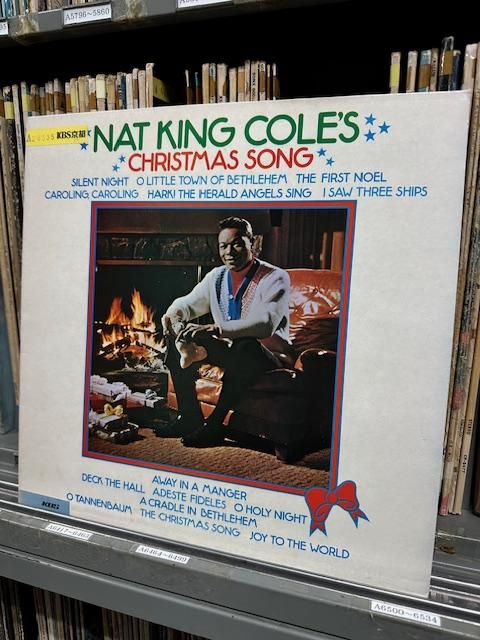 A5796~5860
KBS京都
NAT KING COLE'S
CHRISTMAS SONG
SILENT NIGHT O LITTLE TOWN OF BETHLEHEM THE FIRST NOEL
CAROLING, CAROLING HARK! THE HERALD ANGELS SING I SAW THREE SHIPS
AWAY IN A MANGER
DECK THE HALL ADESTE FIDELES O HOLY NIGHT
A CRADLE IN BETHLEHEM
O TANNENBAUM THE CHRISTMAS SONG JOY TO THE WORLD
A6464~6499
A6500~6534